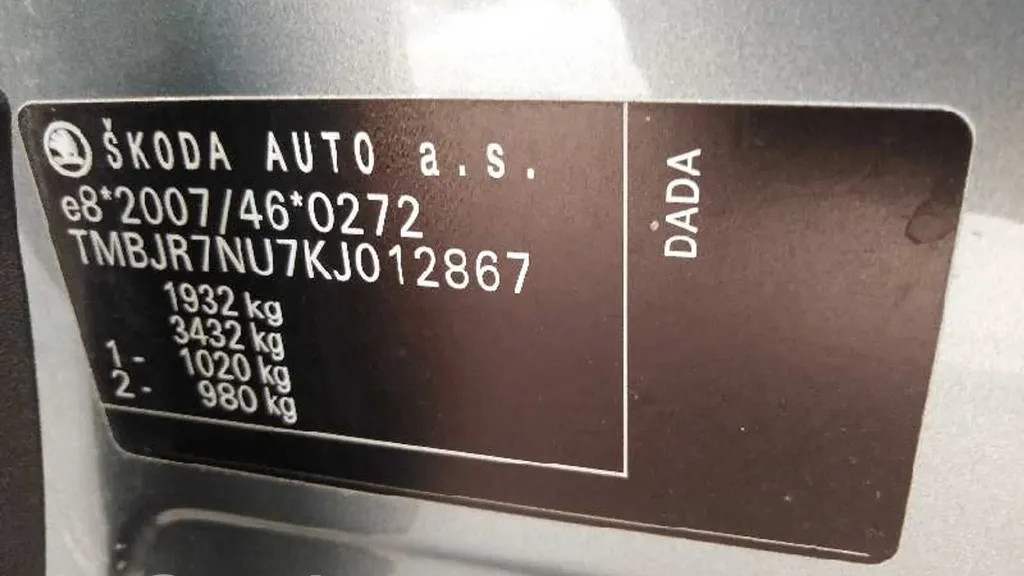 ŠKODA AUTO a.s.
e8*2007/46*0272
TMBJR7NU7KJ012867
1932 kg
3432 kg
1- 1020 kg
2- 980 kg
DADA